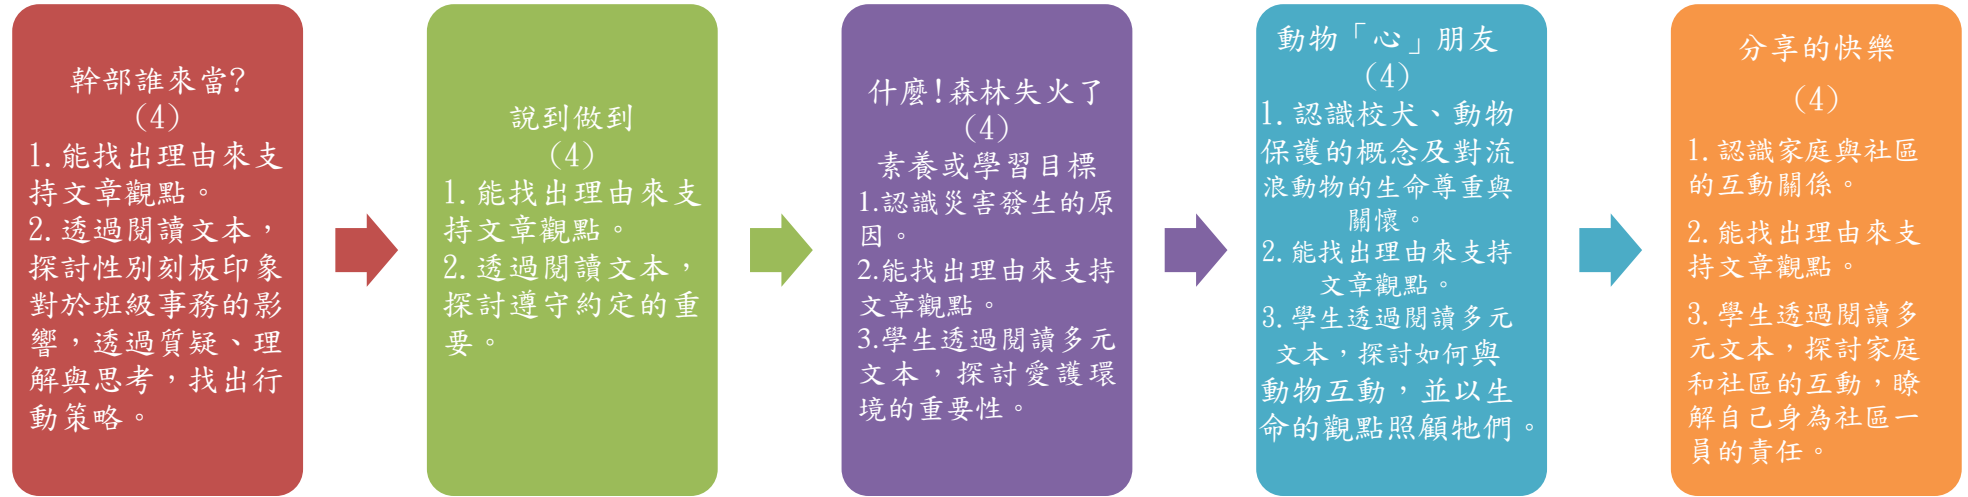 幹部誰來當?
(4)
1.能找出理由來支
持文章觀點。
2.透過閱讀文本，
探討性別刻板印象
對於班級事務的影
響，透過質疑、理
解與思考，找出行
動策略。
說到做到
(4)
1.能找出理由來支
持文章觀點。
2.透過閱讀文本，
探討遵守約定的重
要。
什麼!森林失火了
(4)
素養或學習目標
1.認識災害發生的原
因。
2.能找出理由來支持
文章觀點。
3.學生透過閱讀多元
文本，探討愛護環
境的重要性。
動物「心」朋友
(4)
1.認識校犬、動物
保護的概念及對流
浪動物的生命尊重與
關懷。
2.能找出理由來支持
文章觀點。
3.學生透過閱讀多元
文本，探討如何與
動物互動，並以生
命的觀點照顧牠們。
分享的快樂
(4)
1.認識家庭與社區
的互動關係。
2.能找出理由來支
持文章觀點。
3.學生透過閱讀多
元文本，探討家庭
和社區的互動，瞭
解自己身為社區一
員的責任。